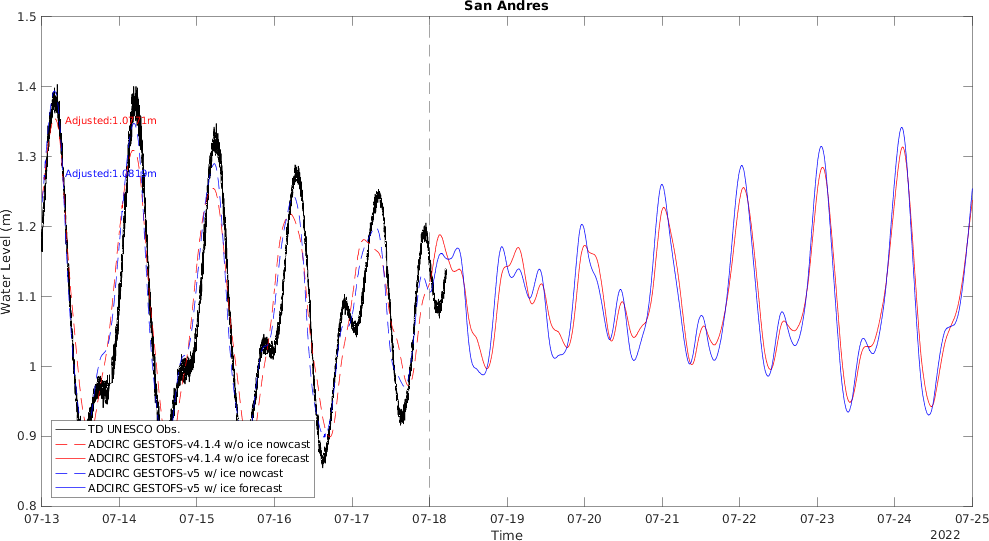 San Andres
1.5
1.4
1.3
1.2
1.1
1
0.9
0.8
Water Level (m)
Adjusted:
Adjusted:1.0819m
TD UNESCO Obs.
ADCIRC GESTOFS-v4.1.4 w/o ice nowcast
ADCIRC GESTOFS-v4.1.4 w/o ice forecast
ADCIRC GESTOFS-v5 w/ ice nowcast
ADCIRC GESTOFS-v5 w/ ice forecast
07-13 07-14 07-15 07-16 07-17 07-18 07-19 07-20 07-21 07-22 07-23 07-24 07-25
Time
2022